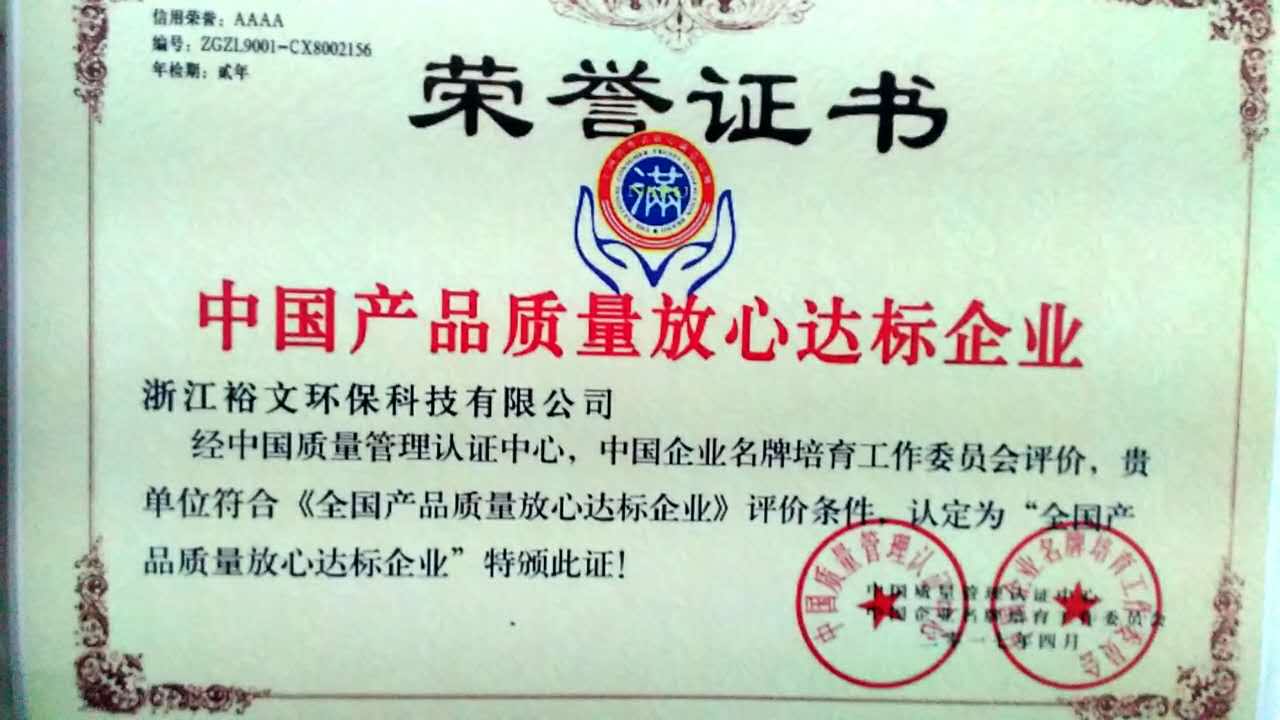 信用荣誉：AAAA
编号：ZGZL9001-CX8002156
年检期：贰年
荣誉证书
满
中国产品质量放心达标企业
浙江裕文环保科技有限公司
经中国质量管理认证中心，中国企业名牌培育工作委员会评价，贵
单位符合《全国产品质量放心达标企业》评价条件，认定为“全国产
品质量放心达标企业”特颁此证！
中国质量管理认证中心
中国企业名牌培育工作委员会
中国质量管理认证中心
中国企业名牌培育工作委员会
二零一七年四月